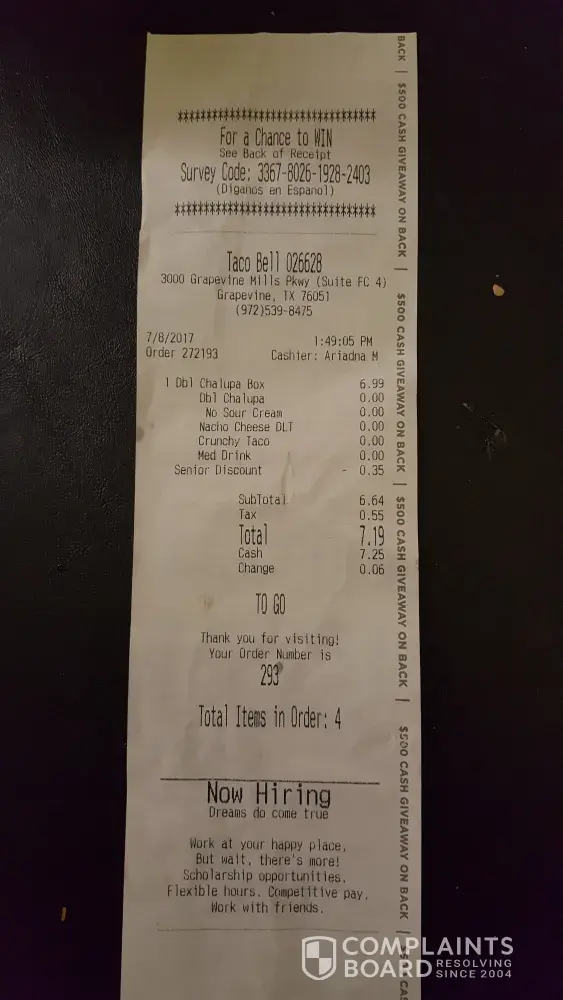 ********************************
For a Chance to WIN
See Back of Receipt
Survey Code: 3367-8026-1928-2403
(Diganos en Espanol)
********************************
Taco Bell 026628
3000 Grapevine Mills Pkwy (Suite FC 4)
Grapevine, TX 76051
(972)539-8475
7/8/2017 1:49:05 PM
Order 272193 Cashier: Ariadna M
1 Dbl Chalupa Box 6.99
Dbl Chalupa 0.00
No Sour Cream 0.00
Nacho Cheese DLT 0.00
Crunchy Taco 0.00
Med Drink 0.00
Senior Discount - 0.35
SubTotal 6.64
Tax 0.55
Total 7.19
Cash 7.25
Change 0.06
TO GO
Thank you for visiting!
Your Order Number is
293
Total Items in Order: 4
Now Hiring
Dreams do come true
Work at your happy place,
But wait, there's more!
Scholarship opportunities.
Flexible hours. Competitive pay.
Work with friends.
BACK | $500 CASH GIVEAWAY ON BACK | $500 CASH GIVEAWAY ON BACK | $500 CASH GIVEAWAY ON BACK | $500 CASH GIVEAWAY ON BACK | $500 CAS
COMPLAINTS
BOARD RESOLVING
SINCE 2004